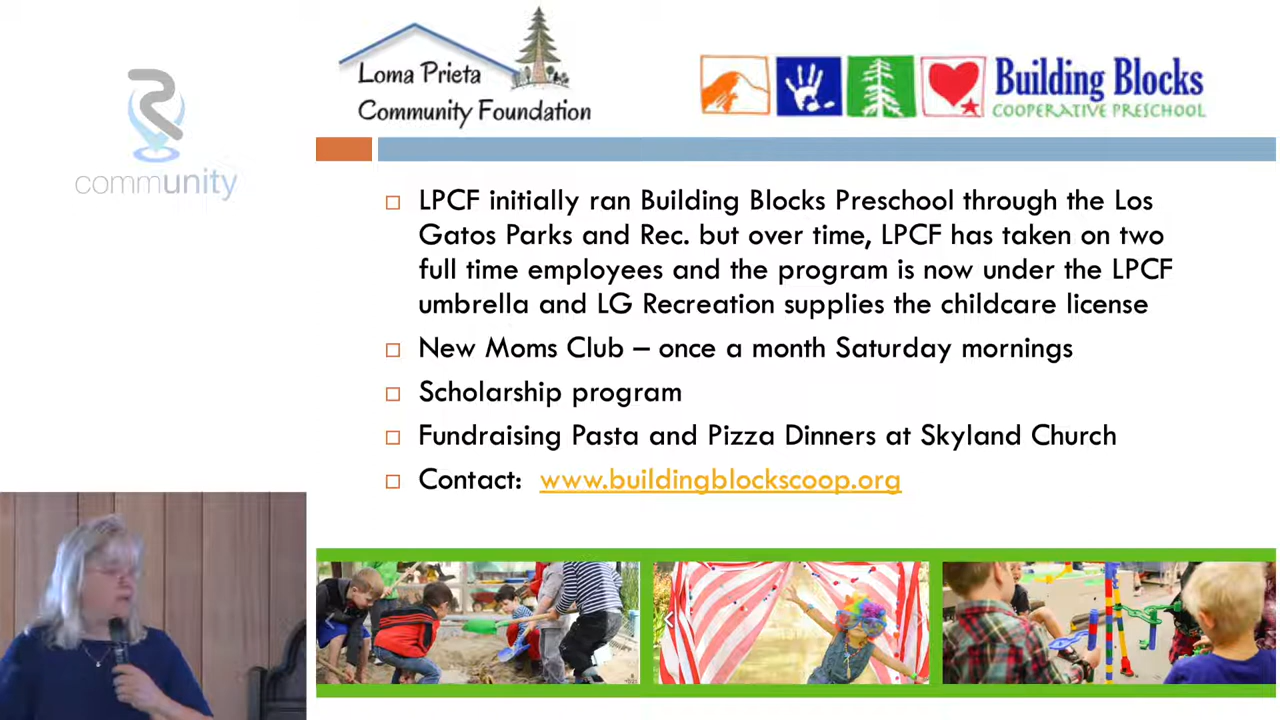 Loma Prieta
Community Foundation
Building Blocks
COOPERATIVE PRESCHOOL
R
commUNITY
LPCF initially ran Building Blocks Preschool through the Los
Gatos Parks and Rec. but over time, LPCF has taken on two
full time employees and the program is now under the LPCF
umbrella and LG Recreation supplies the childcare license
New Moms Club – once a month Saturday mornings
Scholarship program
Fundraising Pasta and Pizza Dinners at Skyland Church
Contact: www.buildingblockscoop.org